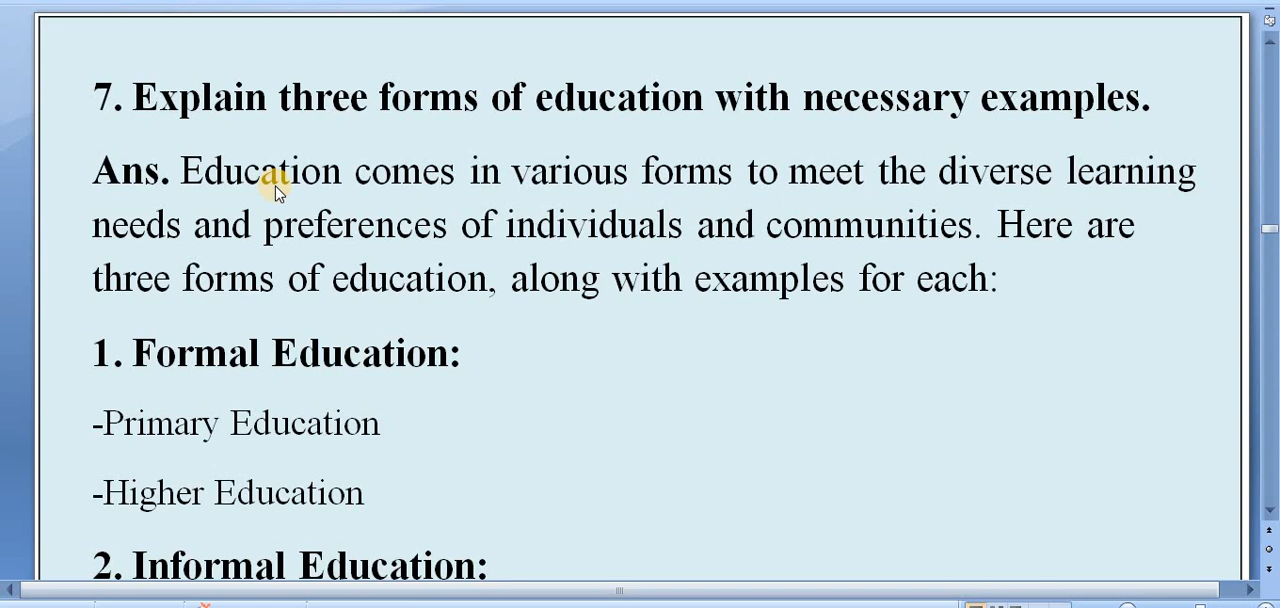 7. Explain three forms of education with necessary examples.
Ans. Education comes in various forms to meet the diverse learning
needs and preferences of individuals and communities. Here are
three forms of education, along with examples for each:
1. Formal Education:
-Primary Education
-Higher Education
2. Informal Education: